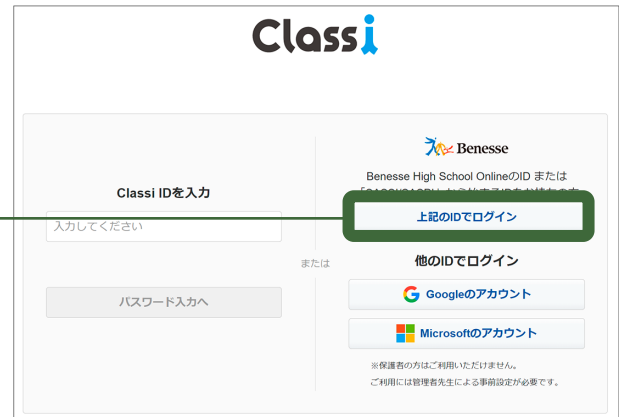 Classi
Classi IDを入力
入力してください
パスワード入力へ
または
Benesse
Benesse High School OnlineのID または
上記のIDでログイン
他のIDでログイン
Googleのアカウント
Microsoftのアカウント
※保護者の方はご利用いただけません。
ご利用には管理者先生による事前設定が必要です。